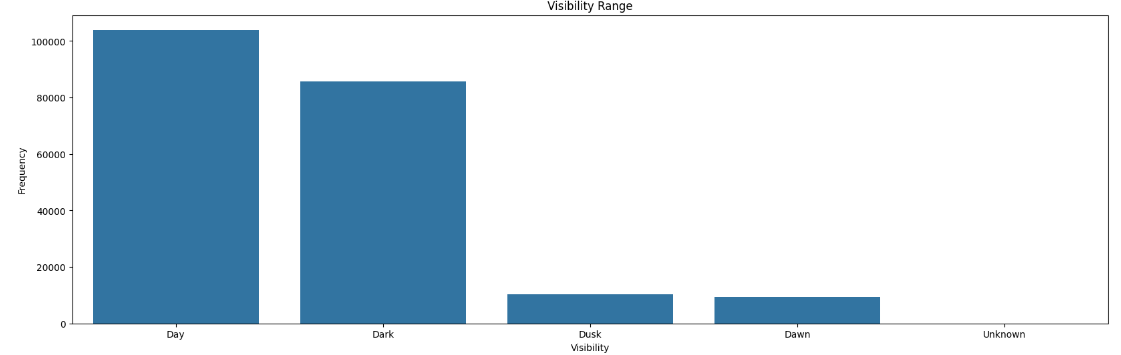 Visibility Range
100000
80000
60000
40000
20000
0
Frequency
Day Dark Dusk Dawn Unknown
Visibility